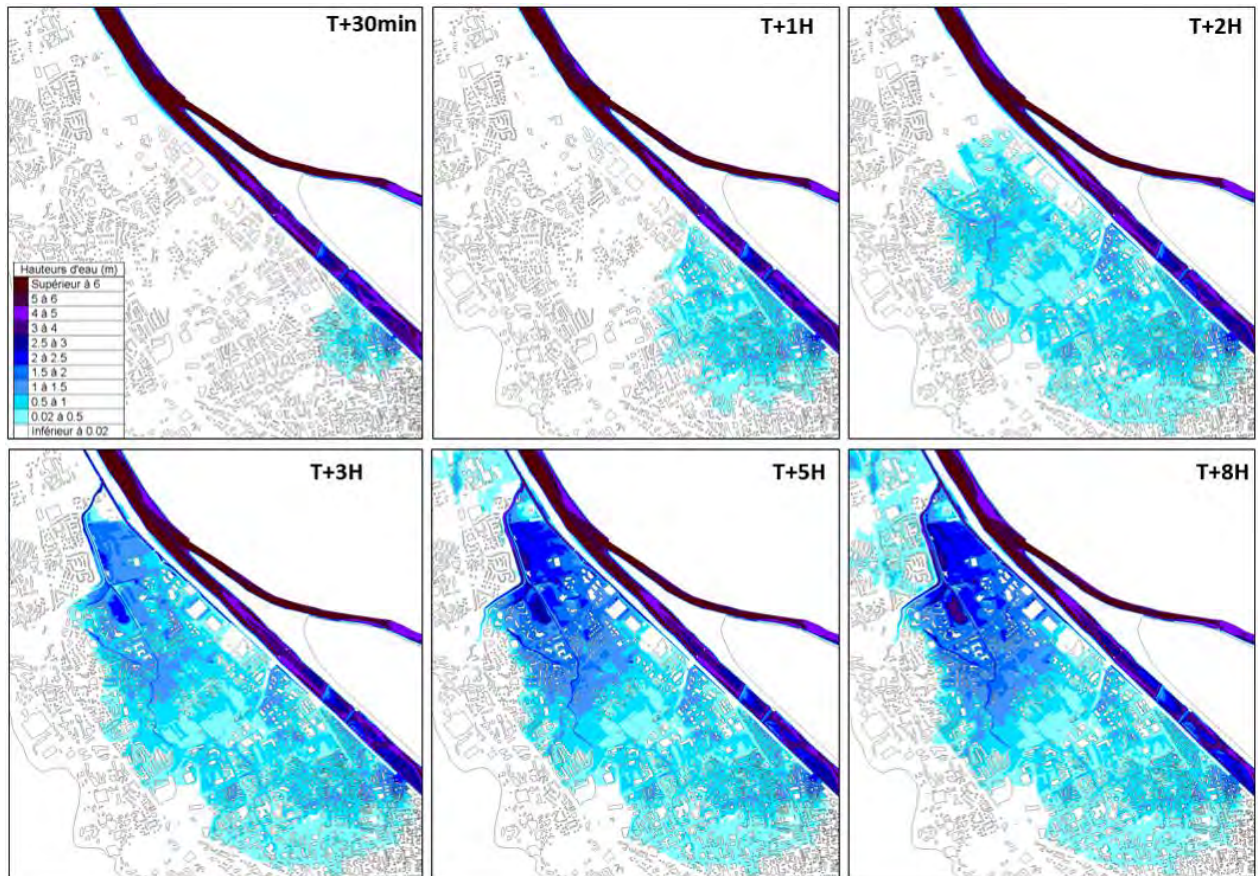 T+30min
T+1H
T+2H
Hauteurs d'eau (m)
Supérieur à 6
5 à 6
4 à 5
3 à 4
2.5 à 3
2 à 2.5
1.5 à 2
1 à 1.5
0.5 à 1
0.02 à 0.5
Inférieur à 0.02
T+3H
T+5H
T+8H